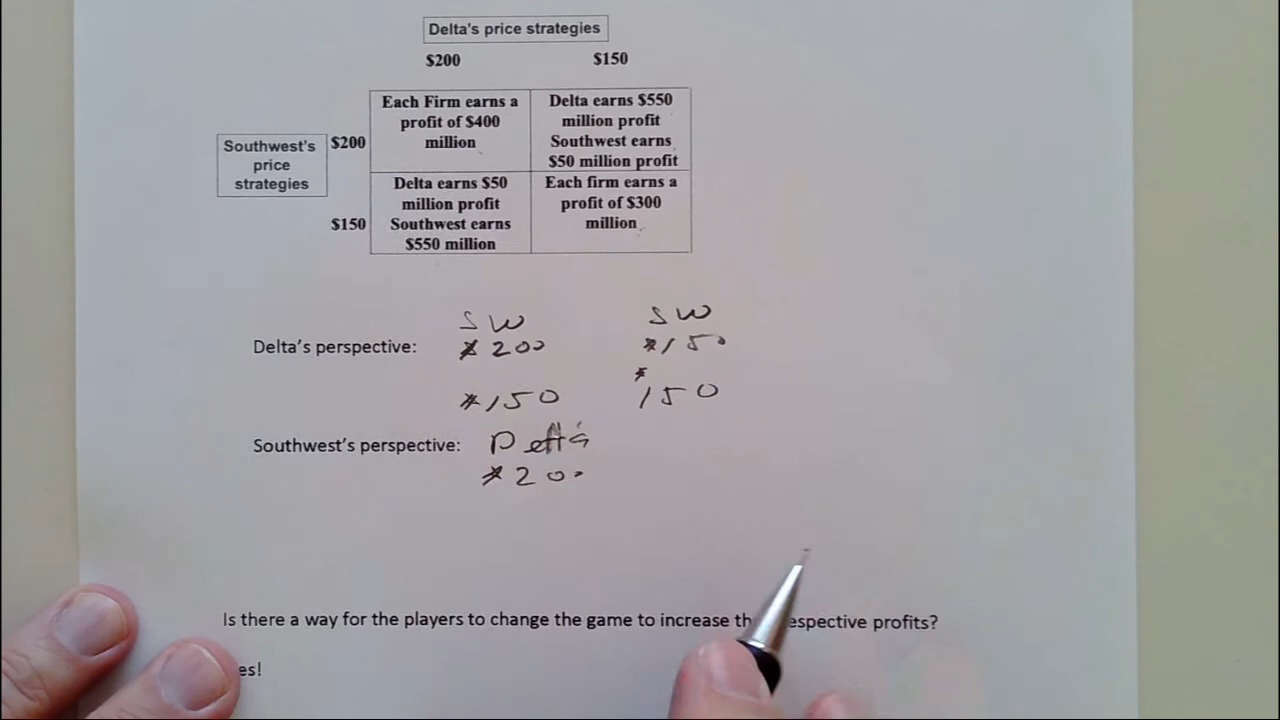 Delta's price strategies
$200 $150
Each Firm earns a Delta earns $550
profit of $400 million profit
million Southwest earns
$50 million profit
Southwest's
price
strategies
$200
Delta earns $50 Each firm earns a
million profit profit of $300
Southwest earns million
$550 million
$150
SW SW
Delta's perspective: $200 $150
$150 $150
Southwest's perspective: Delta
$200
Is there a way for the players to change the game to increase espective profits?
es!